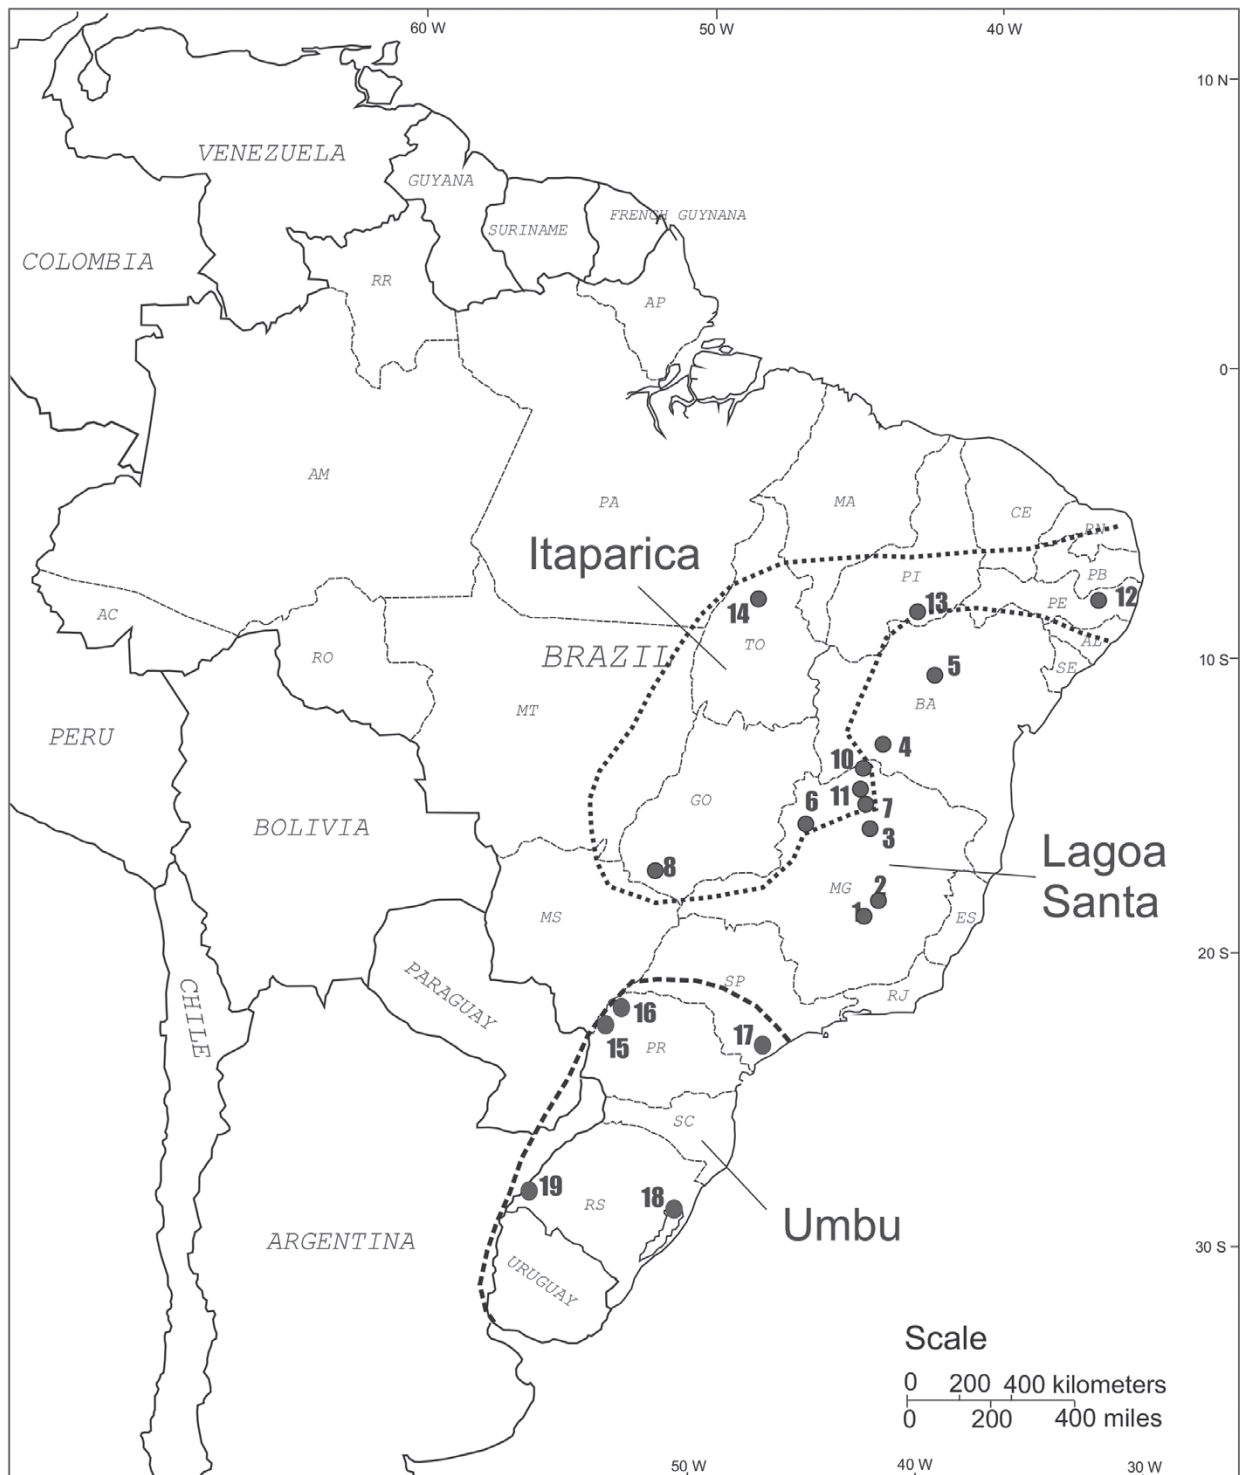 60 W
50 W
40 W
10 N
VENEZUELA
GUYANA
FRENCH GUYNANA
SURINAME
COLOMBIA
RR
AP
0
AM
PA
MA
CE
RN
Itaparica
PI
PB
12
13
PE
14
AC
TO
AL
RO
BRAZIL
10 S
SE
5
MT
BA
PERU
4
10
11
6
GO
7
BOLIVIA
3
Lagoa
Santa
8
MG
2
1
MS
ES
20 S
PARAGUAY
SP
RJ
CHILE
16
17
15
PR
SC
19
18
RS
Umbu
ARGENTINA
30 S
URUGUAY
Scale
0 200 400 kilometers
0 200 400 miles
50 W
40 W
30 W